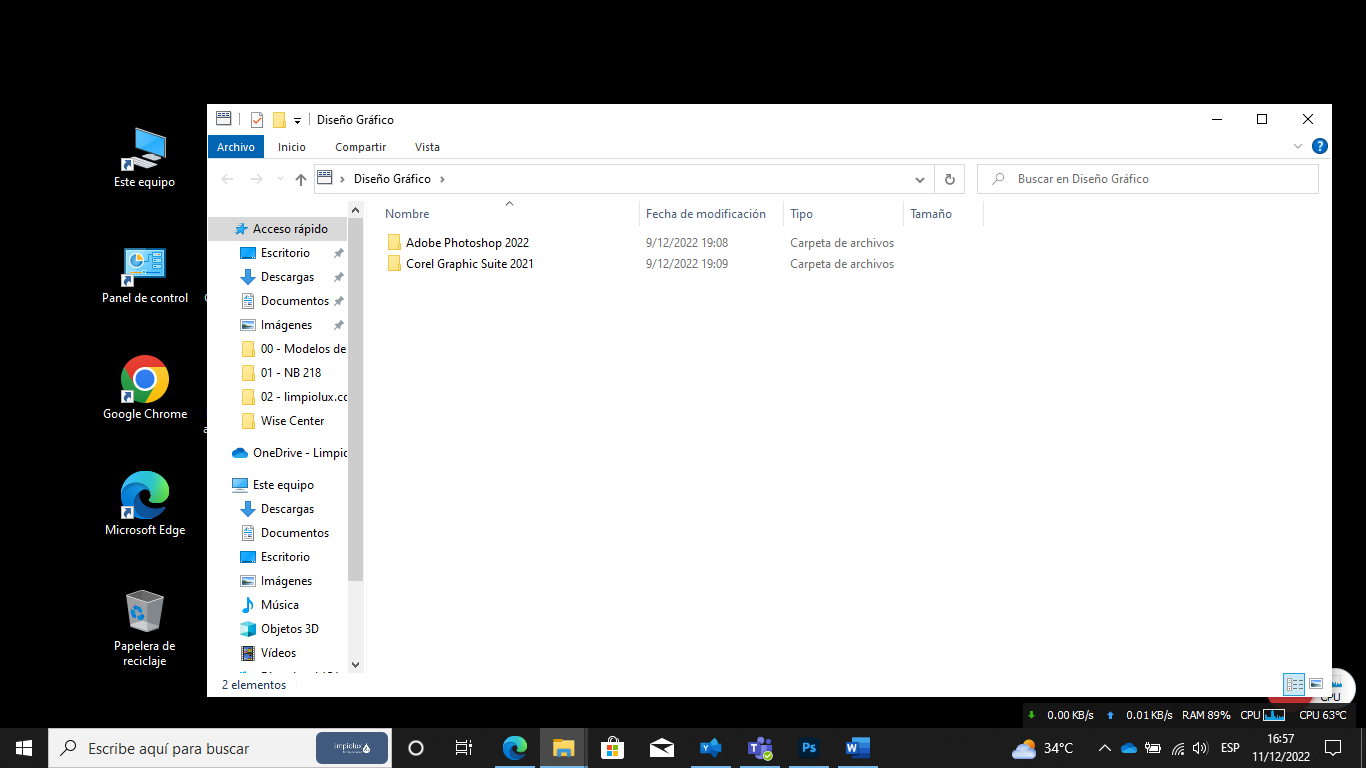 Este equipo
Panel de control
Google Chrome
Microsoft Edge
Papelera de
reciclaje
Diseño Gráfico
Archivo Inicio Compartir Vista
Diseño Gráfico
Buscar en Diseño Gráfico
Nombre Fecha de modificación Tipo Tamaño
Adobe Photoshop 2022 9/12/2022 19:08 Carpeta de archivos
Corel Graphic Suite 2021 9/12/2022 19:09 Carpeta de archivos
Acceso rápido
Escritorio
Descargas
Documentos
Imágenes
00 - Modelos de
01 - NB 218
02 - limpiolux.co
Wise Center
OneDrive - Limpio
Este equipo
Descargas
Documentos
Escritorio
Imágenes
Música
Objetos 3D
Vídeos
2 elementos
CPU
0.00 KB/s 0.01 KB/s RAM 89% CPU CPU 63°C
Escribe aquí para buscar
limpiolux
Ps
W
34°C
ESP
16:57
11/12/2022